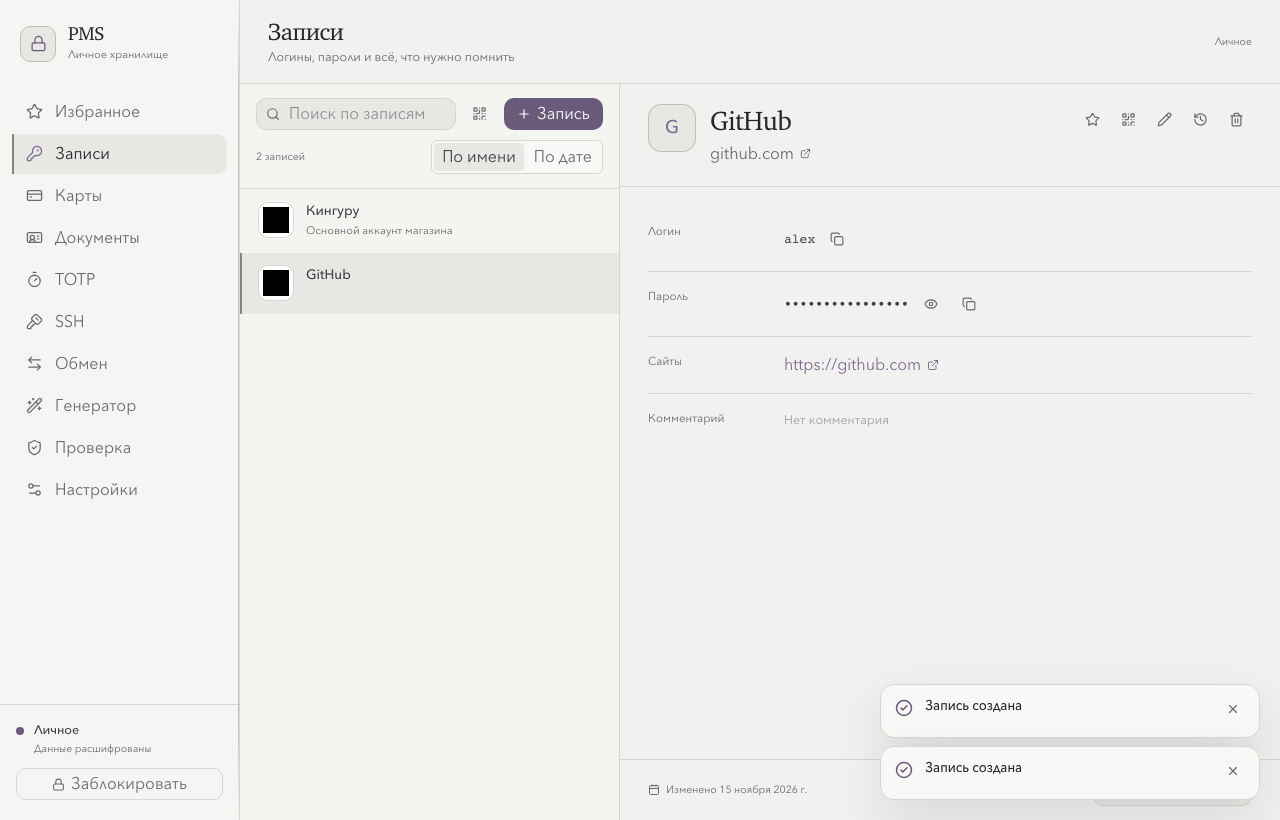 PMS
Личное хранилище
Избранное
Записи
Карты
Документы
TOTP
SSH
Обмен
Генератор
Проверка
Настройки
Личное
Данные расшифрованы
Заблокировать
Записи
Логины, пароли и всё, что нужно помнить
Личное
Поиск по записям
Запись
2 записей
По имени
По дате
Кингуру
Основной аккаунт магазина
GitHub
G
GitHub
github.com
Логин
alex
Пароль
••••••••••••••••
Сайты
https://github.com
Комментарий
Нет комментария
Изменено 15 ноября 2026 г.
Запись создана
Запись создана